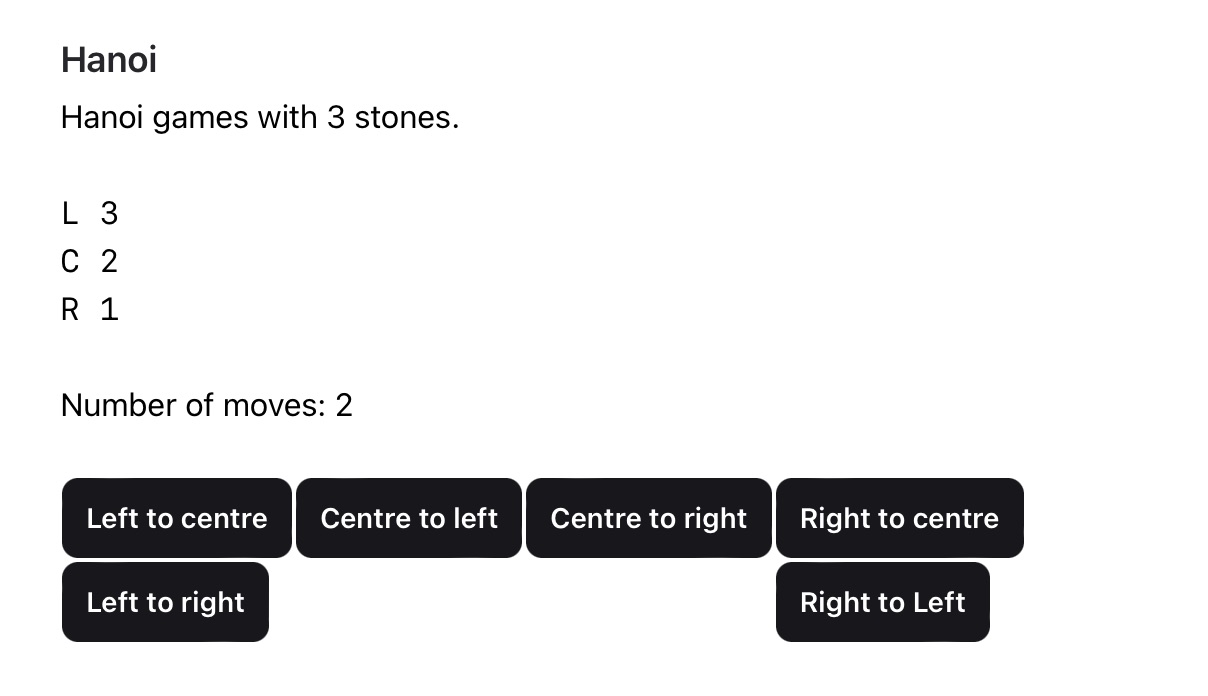 Hanoi
Hanoi games with 3 stones.
L 3
C 2
R 1
Number of moves: 2
Left to centre Centre to left Centre to right Right to centre
Left to right Right to Left